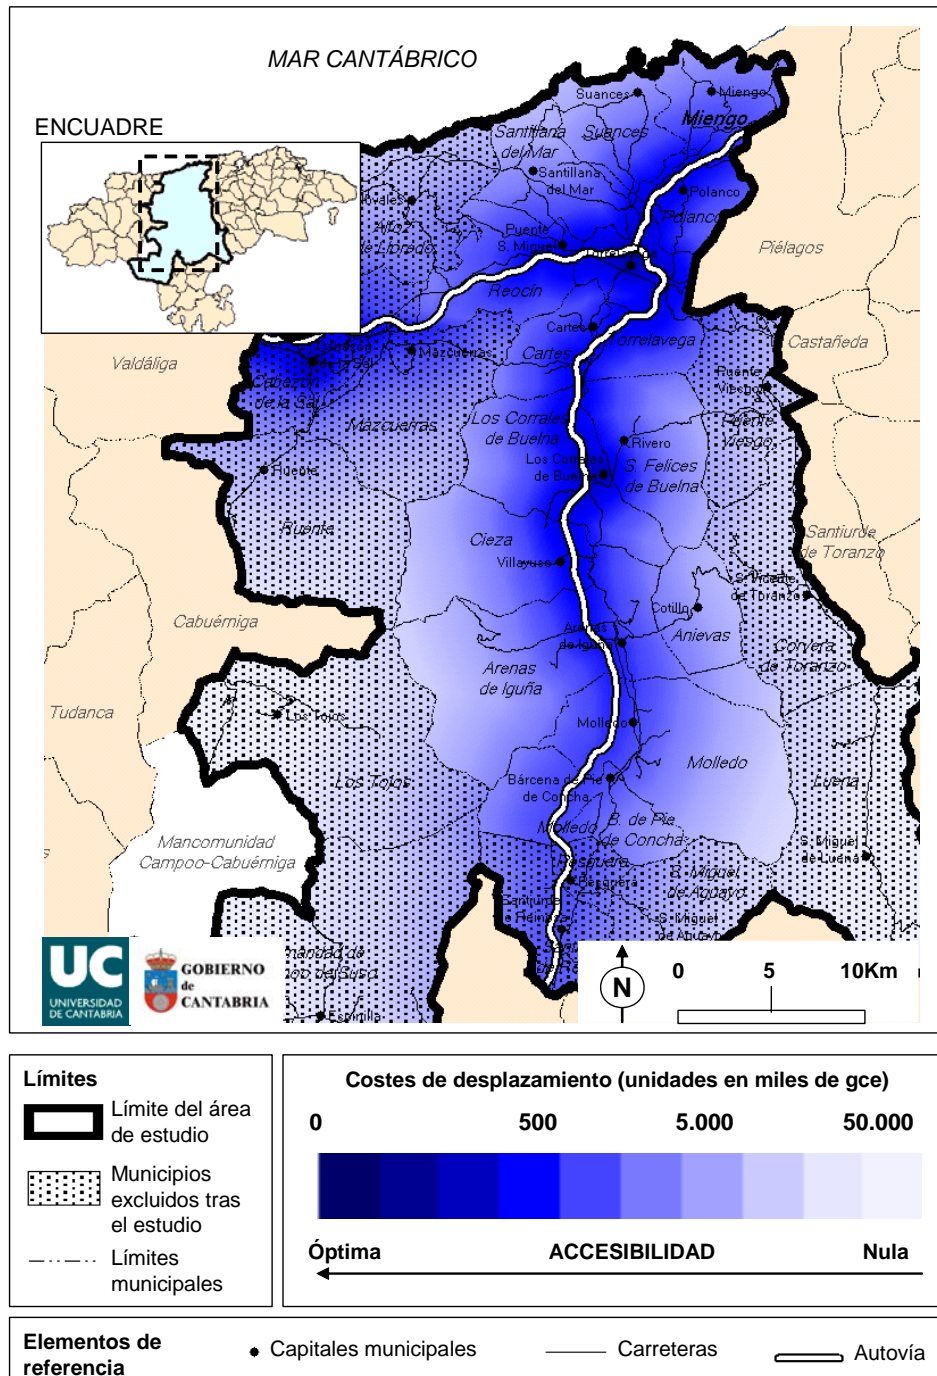 MAR CANTÁBRICO
ENCUADRE
Suances
Miengo
Miengo
Santillana
del Mar
Suances
Santillana
del Mar
Polanco
Polanco
Puente
S. Miguel
Piélagos
Reocín
Cartes
Cartes
Torrelavega
Castañeda
Valdáliga
Mazcuerras
Puente
Viesgo
Puente
Viesgo
Cabezón
de la Sal
Mazcuerras
Los Corrales
de Buelna
Rivero
Los Corrales
de Buelna
S. Felices
de Buelna
Ruente
Ruente
Cieza
Villayuso
Santiurde
de Toranzo
S. Vicente
de Toranzo
Cotillo
Cabuérniga
Arenas
de Iguña
Anievas
Corvera
de Toranzo
Arenas
de Iguña
Tudanca
Los Tojos
Molledo
Molledo
Los Tojos
Bárcena de Pie
de Concha
Luena
Molledo
B. de Pie
de Concha
Mancomunidad
Campoo-Cabuérniga
S. Miguel
de Luena
Pesquera
Pesquera
S. Miguel
de Aguayo
Santiurde
S. Miguel
de Aguayo
Espinilla
UC
UNIVERSIDAD
DE CANTABRIA
GOBIERNO
de
CANTABRIA
N
0 5 10Km
Límites
Límite del área
de estudio
Municipios
excluidos tras
el estudio
Límites
municipales
Costes de desplazamiento (unidades en miles de gce)
0 500 5.000 50.000
Óptima ACCESIBILIDAD Nula
Elementos de
referencia
Capitales municipales
Carreteras
Autovía